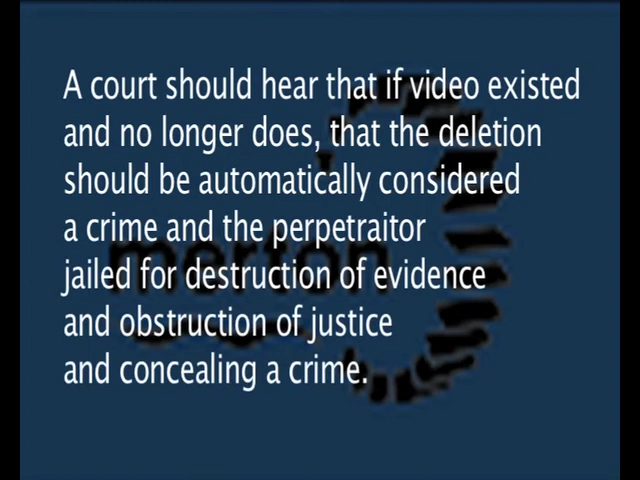 A court should hear that if video existed
and no longer does, that the deletion
should be automatically considered
a crime and the perpetraitor
jailed for destruction of evidence
and obstruction of justice
and concealing a crime.
merton